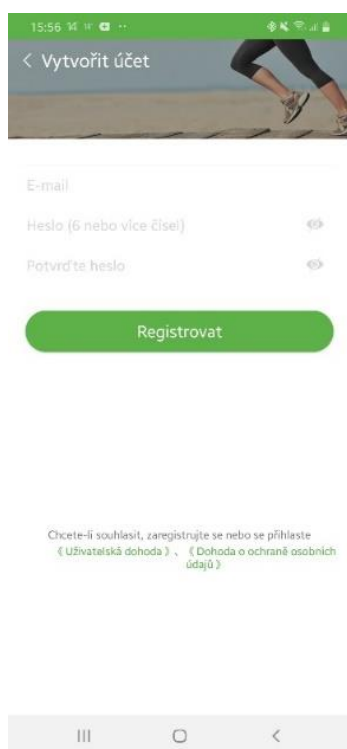 15:56
Vytvořit účet
E-mail
Heslo (6 nebo více čísel)
Potvrďte heslo
Registrovat
Chcete-li souhlasit, zaregistrujte se nebo se přihlaste
《Uživatelská dohoda》、《Dohoda o ochraně osobních
údajů》